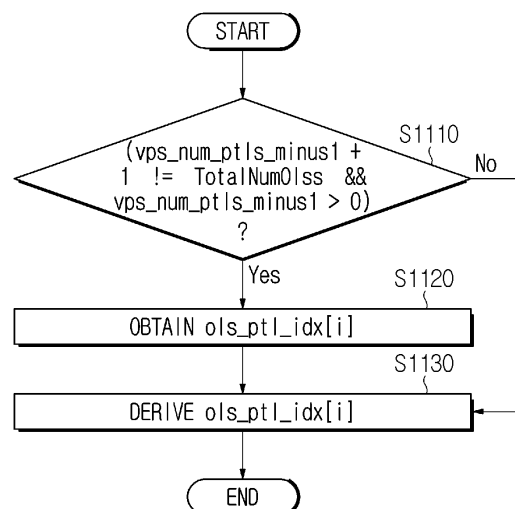 START
S1110
(vps_num_ptls_minus1 +
1 != TotalNumOlss &&
vps_num_ptls_minus1 > 0)
?
No
Yes
S1120
OBTAIN ols_ptl_idx[i]
S1130
DERIVE ols_ptl_idx[i]
END